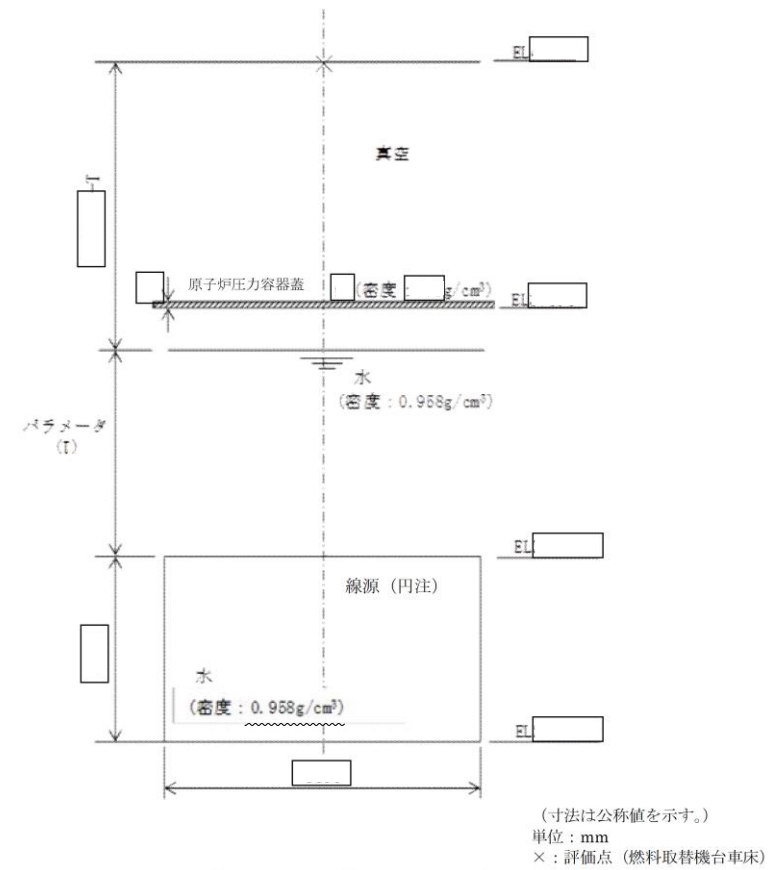 EL
真空
-T
原子炉圧力容器蓋
(密度： g/cm³)
EL
水
(密度：0.958g/cm³)
パラメータ
(T)
EL
線源（円注）
水
(密度：0.958g/cm³)
EL
（寸法は公称値を示す。）
単位：mm
×：評価点（燃料取替機台車床）